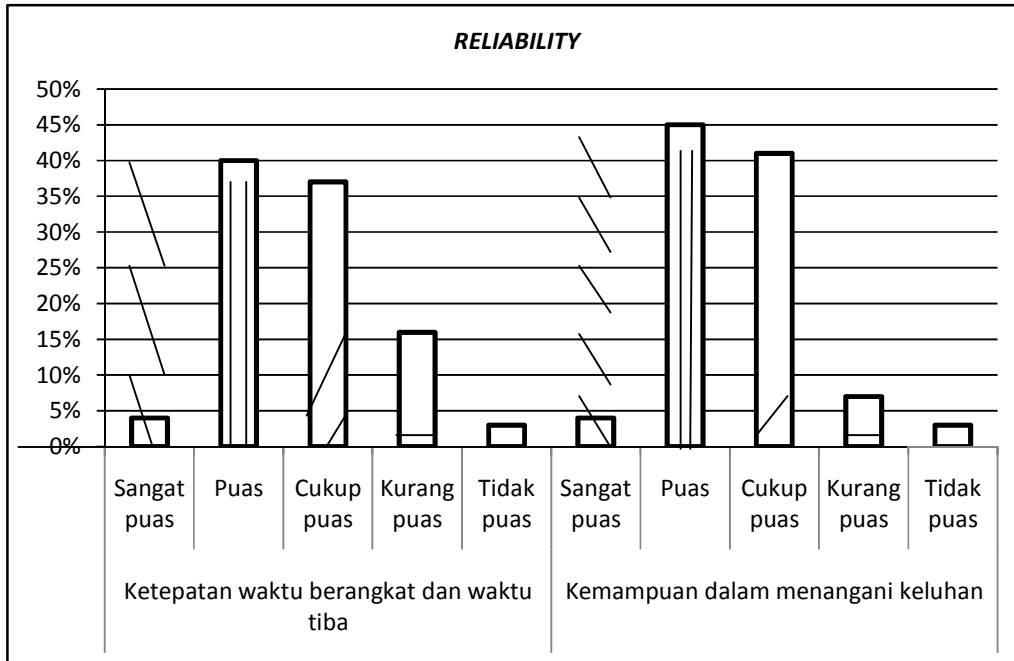 RELIABILITY
50%
45%
40%
35%
30%
25%
20%
15%
10%
5%
0%
Sangat puas
Puas
Cukup puas
Kurang puas
Tidak puas
Sangat puas
Puas
Cukup puas
Kurang puas
Tidak puas
Ketepatan waktu berangkat dan waktu
tiba
Kemampuan dalam menangani keluhan